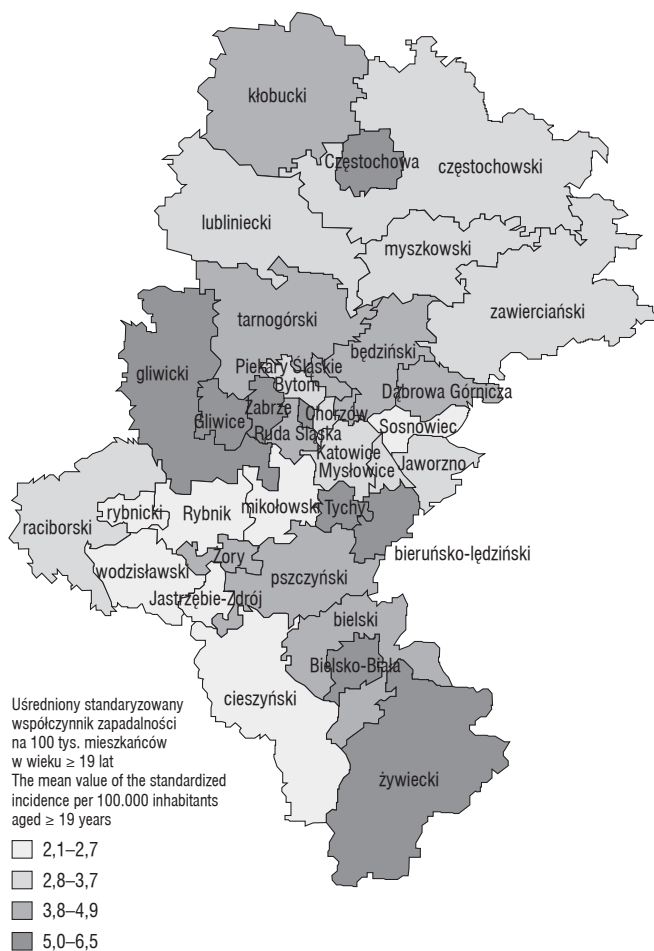 kłobucki
Częstochowa
częstochowski
lubliniecki
myszkowski
zawierciański
tarnogórski
będziński
gliwicki
Piekary Śląskie
Bytom
Dąbrowa Górnicza
Zabrze
Gliwice
Chorzów
Ruda Śląska
Sosnowiec
Katowice
Mysłowice
Jaworzno
raciborski
rybnicki
Rybnik
mikołowski
Tychy
bieruńsko-lędziński
Żory
wodzisławski
pszczyński
Jastrzębie-Zdrój
bielski
Bielsko-Biała
cieszyński
żywiecki
Uśredniony standaryzowany
współczynnik zapadalności
na 100 tys. mieszkańców
w wieku ≥ 19 lat
The mean value of the standardized
incidence per 100.000 inhabitants
aged ≥ 19 years
2,1–2,7
2,8–3,7
3,8–4,9
5,0–6,5